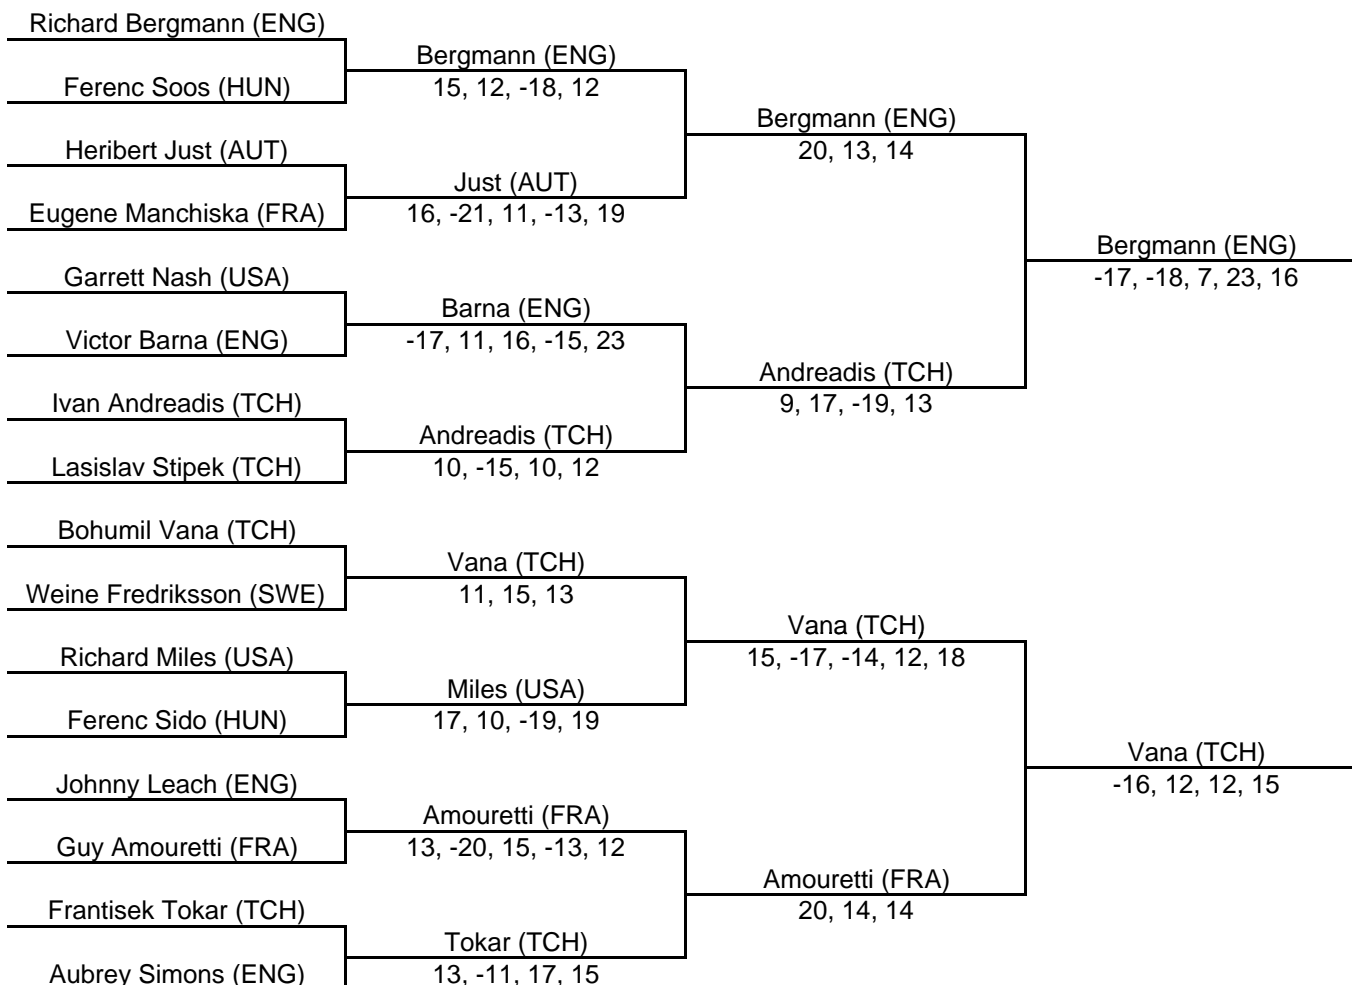 Richard Bergmann (ENG)
Ferenc Soos (HUN)
Heribert Just (AUT)
Eugene Manchiska (FRA)
Garrett Nash (USA)
Victor Barna (ENG)
Ivan Andreadis (TCH)
Lasislav Stipek (TCH)
Bohumil Vana (TCH)
Weine Fredriksson (SWE)
Richard Miles (USA)
Ferenc Sido (HUN)
Johnny Leach (ENG)
Guy Amouretti (FRA)
Frantisek Tokar (TCH)
Aubrey Simons (ENG)
Bergmann (ENG)
15, 12, -18, 12
Just (AUT)
16, -21, 11, -13, 19
Barna (ENG)
-17, 11, 16, -15, 23
Andreadis (TCH)
10, -15, 10, 12
Vana (TCH)
11, 15, 13
Miles (USA)
17, 10, -19, 19
Amouretti (FRA)
13, -20, 15, -13, 12
Tokar (TCH)
13, -11, 17, 15
Bergmann (ENG)
20, 13, 14
Andreadis (TCH)
9, 17, -19, 13
Vana (TCH)
15, -17, -14, 12, 18
Amouretti (FRA)
20, 14, 14
Bergmann (ENG)
-17, -18, 7, 23, 16
Vana (TCH)
-16, 12, 12, 15